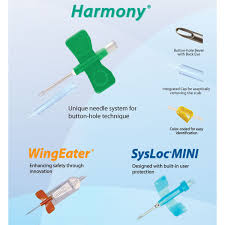 Harmony®
Button-hole Bevel
with Back Cut
Integrated Cap for aseptically
removing the scab
Color-coded for easy
identification
Unique needle system for
button-hole technique
WingEater®
Enhancing safety through
innovation
SysLoc®MINI
Designed with built-in user
protection